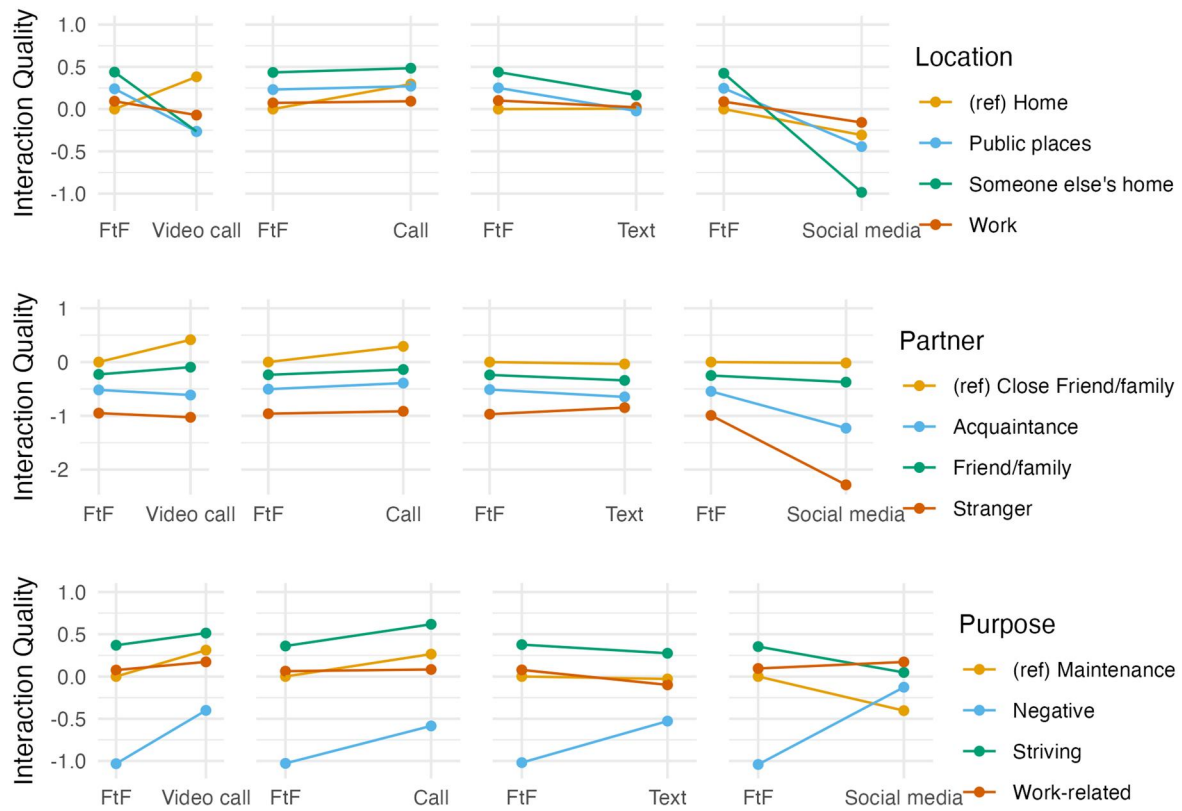 Interaction Quality
1.0
0.5
0.0
-0.5
-1.0
FtF Video call FtF Call FtF Text FtF Social media
Location
(ref) Home
Public places
Someone else's home
Work
Interaction Quality
1
0
-1
-2
FtF Video call FtF Call FtF Text FtF Social media
Partner
(ref) Close Friend/family
Acquaintance
Friend/family
Stranger
Interaction Quality
1.0
0.5
0.0
-0.5
-1.0
FtF Video call FtF Call FtF Text FtF Social media
Purpose
(ref) Maintenance
Negative
Striving
Work-related